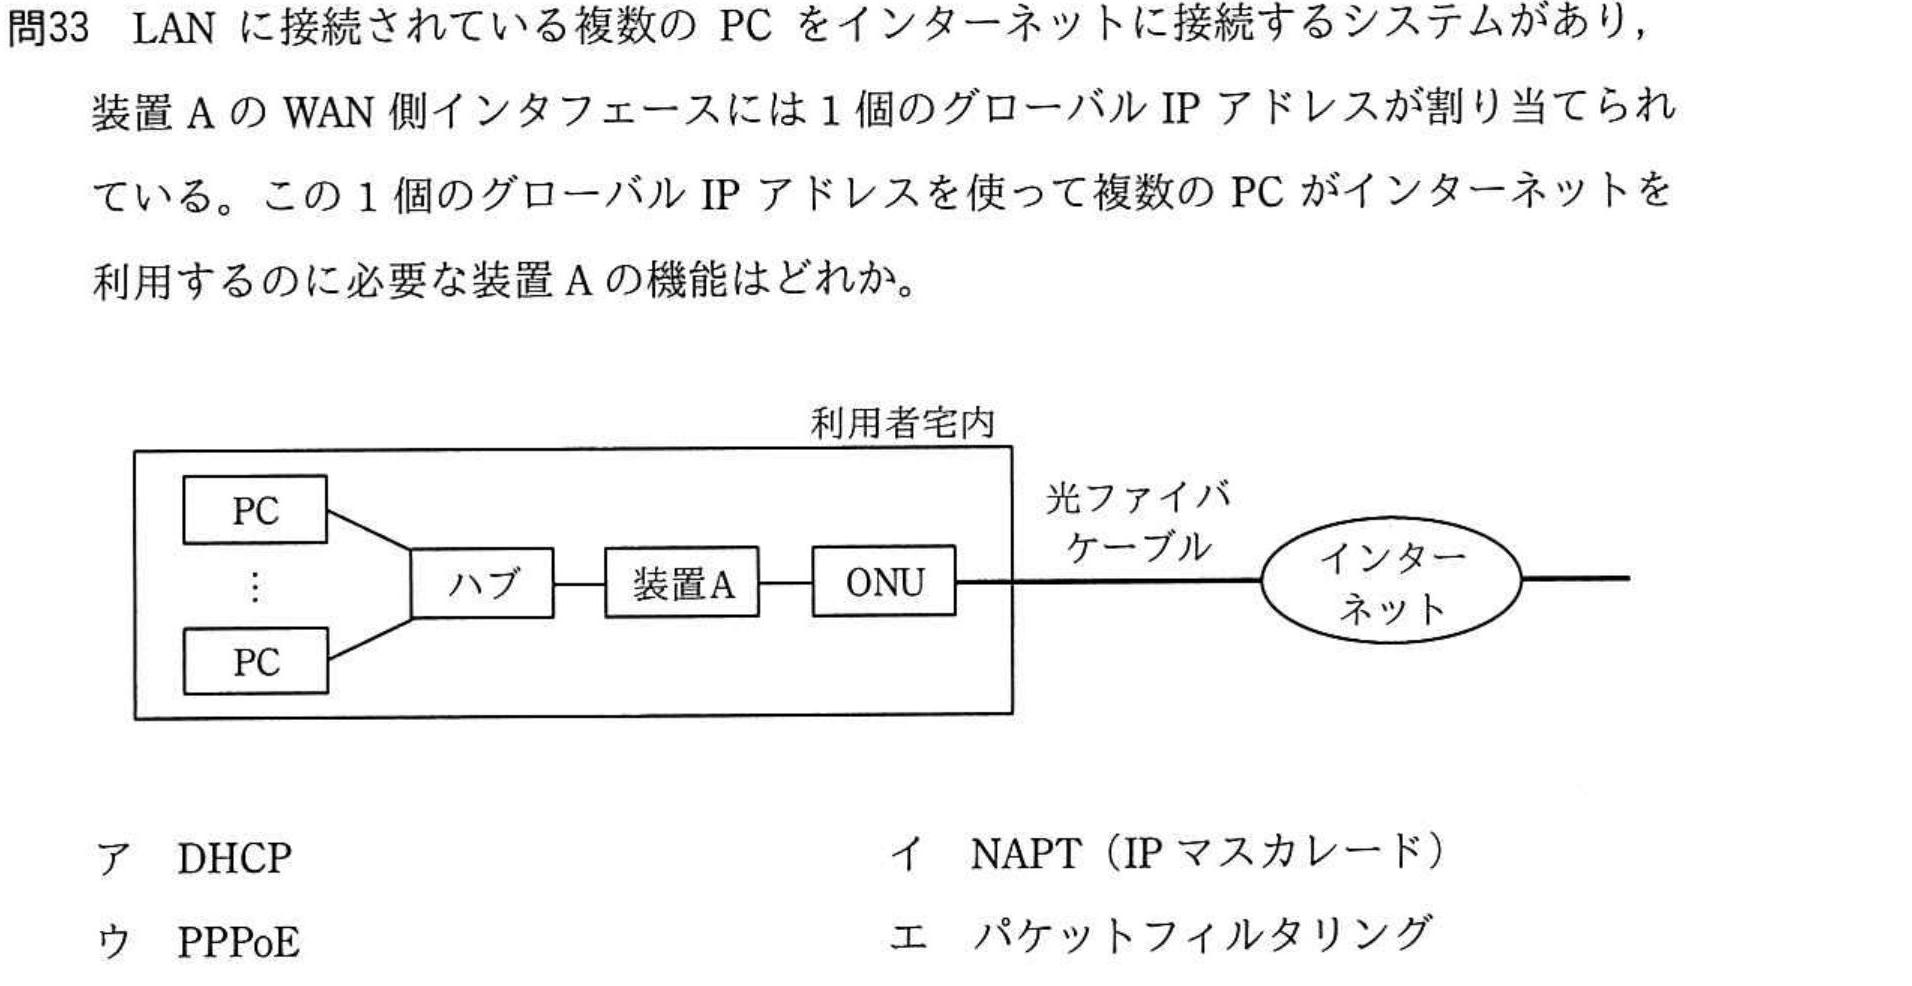 問33 LAN に接続されている複数の PC をインターネットに接続するシステムがあり，
装置 A の WAN 側インタフェースには 1 個のグローバル IP アドレスが割り当てられ
ている。この 1 個のグローバル IP アドレスを使って複数の PC がインターネットを
利用するのに必要な装置 A の機能はどれか。
利用者宅内
PC
⋮
PC
ハブ
装置A
ONU
光ファイバ
ケーブル
インター
ネット
ア DHCP
イ NAPT（IP マスカレード）
ウ PPPoE
エ パケットフィルタリング